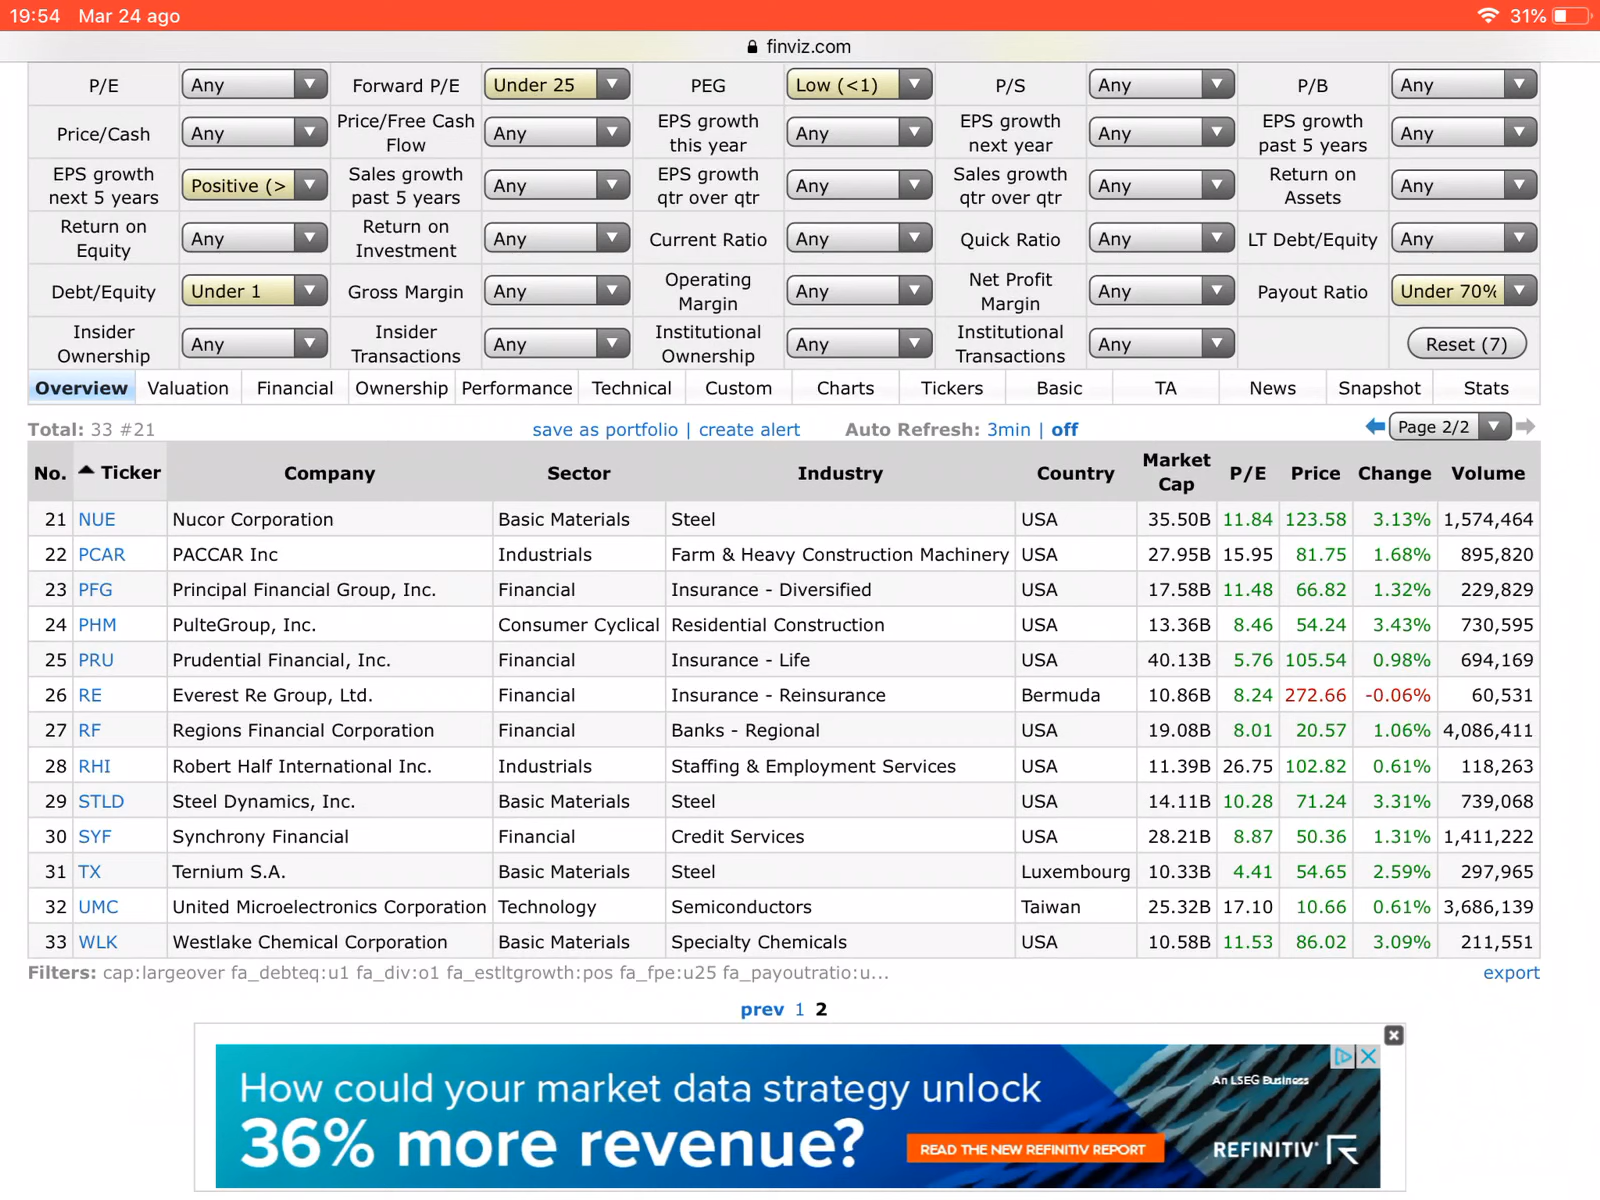 19:54 Mar 24 ago 31%
finviz.com
P/E Any Forward P/E Under 25 PEG Low (<1) P/S Any P/B Any
Price/Cash Any Price/Free Cash Flow Any EPS growth this year Any EPS growth next year Any EPS growth past 5 years Any
EPS growth next 5 years Positive (> Sales growth past 5 years Any EPS growth qtr over qtr Any Sales growth qtr over qtr Any Return on Assets Any
Return on Equity Any Return on Investment Any Current Ratio Any Quick Ratio Any LT Debt/Equity Any
Debt/Equity Under 1 Gross Margin Any Operating Margin Any Net Profit Margin Any Payout Ratio Under 70%
Insider Ownership Any Insider Transactions Any Institutional Ownership Any Institutional Transactions Any Reset (7)
Overview Valuation Financial Ownership Performance Technical Custom Charts Tickers Basic TA News Snapshot Stats
Total: 33 #21 save as portfolio | create alert Auto Refresh: 3min | off Page 2/2
No. Ticker Company Sector Industry Country Market Cap P/E Price Change Volume
21 NUE Nucor Corporation Basic Materials Steel USA 35.50B 11.84 123.58 3.13% 1,574,464
22 PCAR PACCAR Inc Industrials Farm & Heavy Construction Machinery USA 27.95B 15.95 81.75 1.68% 895,820
23 PFG Principal Financial Group, Inc. Financial Insurance - Diversified USA 17.58B 11.48 66.82 1.32% 229,829
24 PHM PulteGroup, Inc. Consumer Cyclical Residential Construction USA 13.36B 8.46 54.24 3.43% 730,595
25 PRU Prudential Financial, Inc. Financial Insurance - Life USA 40.13B 5.76 105.54 0.98% 694,169
26 RE Everest Re Group, Ltd. Financial Insurance - Reinsurance Bermuda 10.86B 8.24 272.66 -0.06% 60,531
27 RF Regions Financial Corporation Financial Banks - Regional USA 19.08B 8.01 20.57 1.06% 4,086,411
28 RHI Robert Half International Inc. Industrials Staffing & Employment Services USA 11.39B 26.75 102.82 0.61% 118,263
29 STLD Steel Dynamics, Inc. Basic Materials Steel USA 14.11B 10.28 71.24 3.31% 739,068
30 SYF Synchrony Financial Financial Credit Services USA 28.21B 8.87 50.36 1.31% 1,411,222
31 TX Ternium S.A. Basic Materials Steel Luxembourg 10.33B 4.41 54.65 2.59% 297,965
32 UMC United Microelectronics Corporation Technology Semiconductors Taiwan 25.32B 17.10 10.66 0.61% 3,686,139
33 WLK Westlake Chemical Corporation Basic Materials Specialty Chemicals USA 10.58B 11.53 86.02 3.09% 211,551
Filters: cap:largeover fa_debteq:u1 fa_div:o1 fa_estltgrowth:pos fa_fpe:u25 fa_payoutratio:u... export
prev 1 2
How could your market data strategy unlock
36% more revenue?
READ THE NEW REFINITIV REPORT
An LSEG Business
REFINITIV